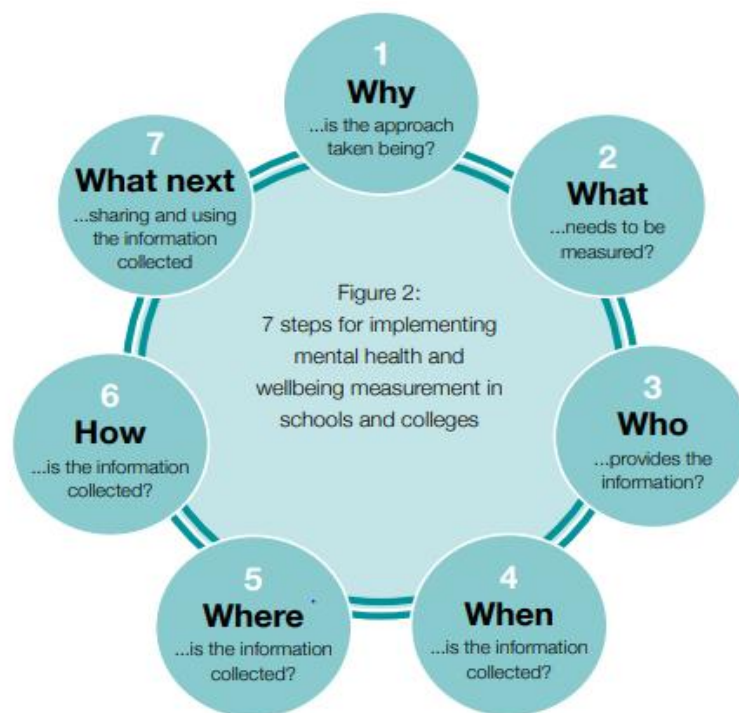 1
Why
...is the approach
taken being?
2
What
...needs to be
measured?
3
Who
...provides the
information?
4
When
...is the information
collected?
5
Where
...is the information
collected?
6
How
...is the information
collected?
7
What next
...sharing and using
the information
collected
Figure 2:
7 steps for implementing
mental health and
wellbeing measurement in
schools and colleges